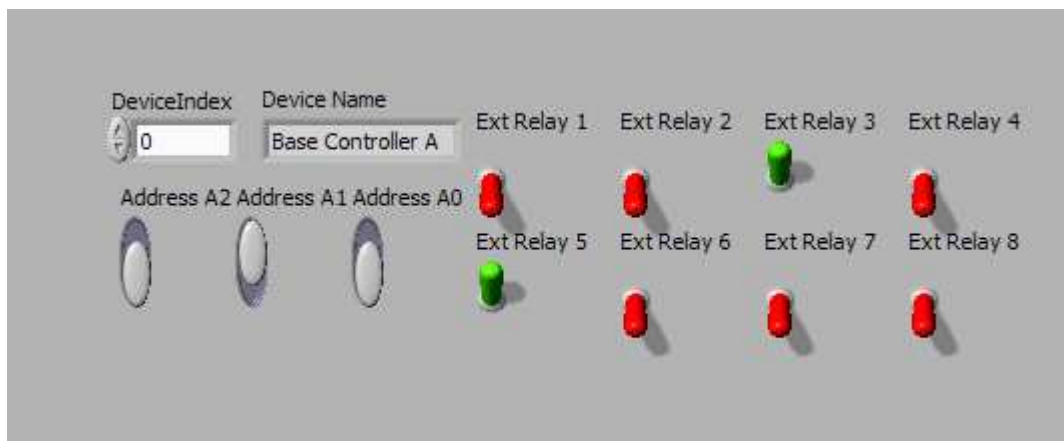 DeviceIndex
Device Name
0
Base Controller A
Address A2 Address A1 Address A0
Ext Relay 1 Ext Relay 2 Ext Relay 3 Ext Relay 4
Ext Relay 5 Ext Relay 6 Ext Relay 7 Ext Relay 8